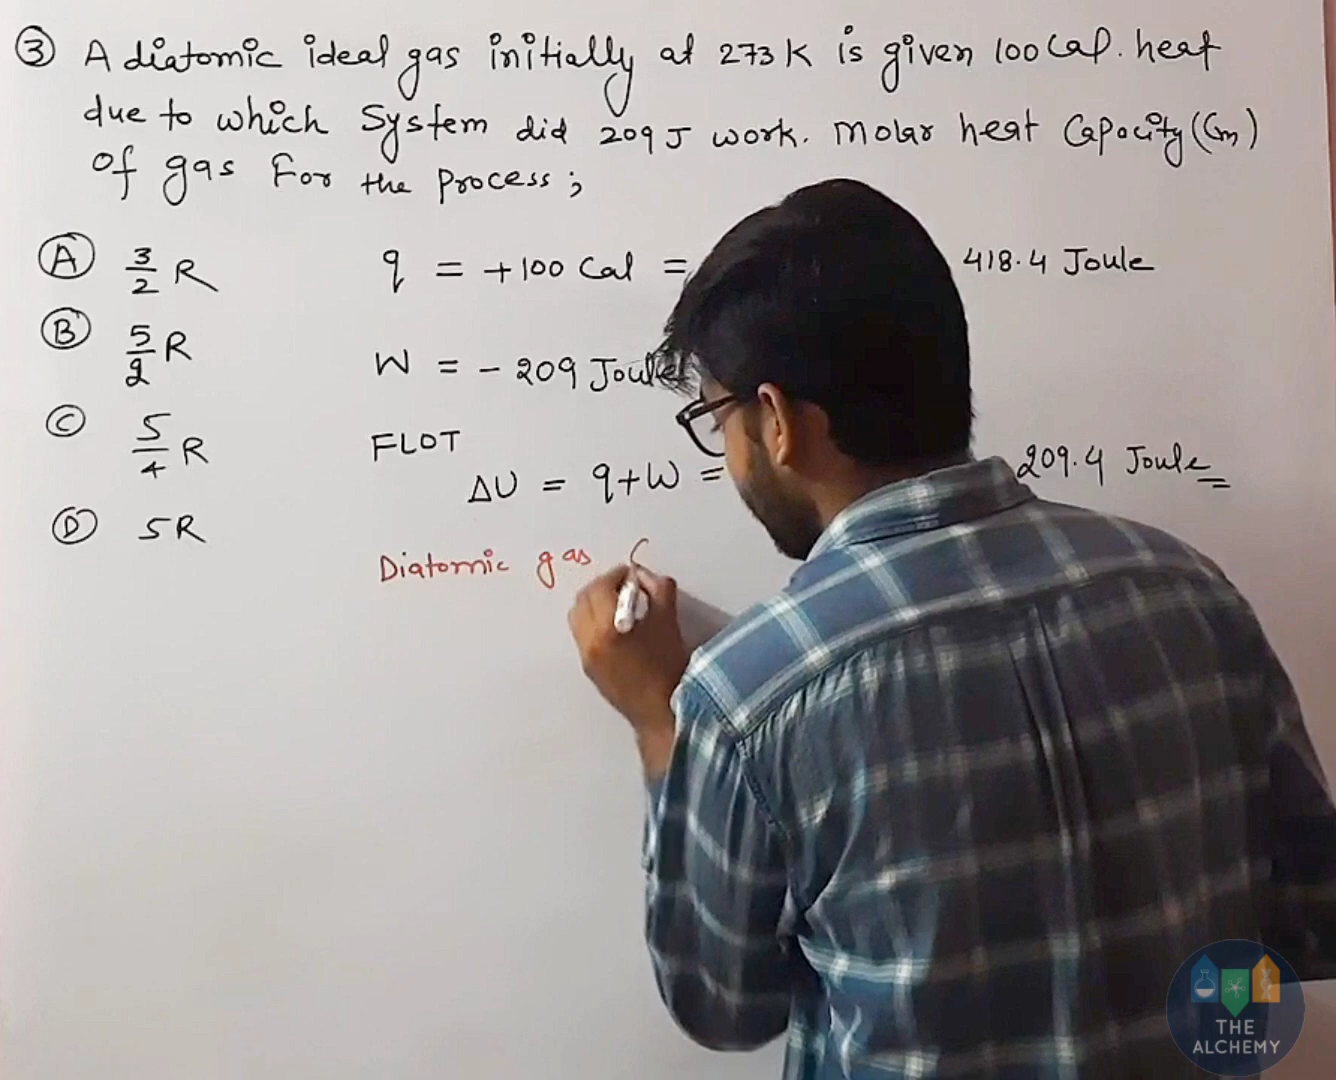 ③ A diatomic ideal gas initially at 273 K is given 100 Cal. heat
due to which System did 209 J work. Molar heat Capacity (Cm)
of gas For the Process ;
Ⓐ 3/2 R
q = +100 Cal = 418.4 Joule
Ⓑ 5/2 R
W = - 209 Joule
Ⓒ 5/4 R
FLOT
ΔU = q+W = 209.4 Joule
Ⓓ 5R
Diatomic gas (
THE
ALCHEMY